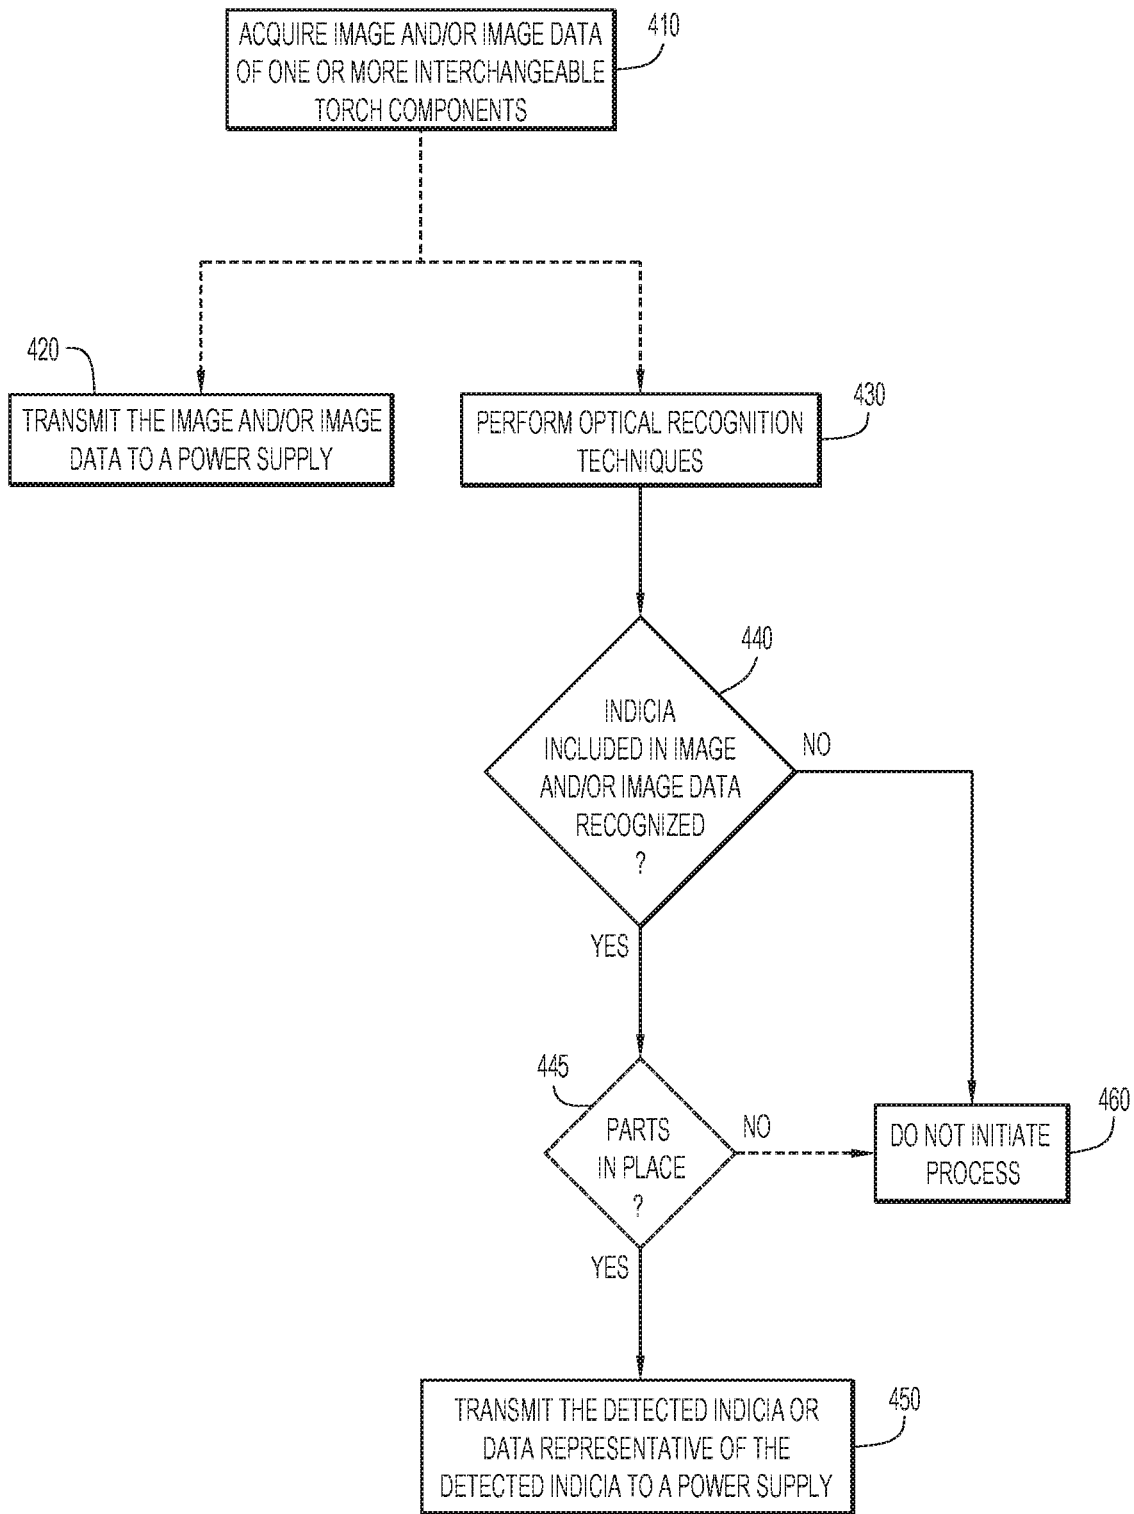 ACQUIRE IMAGE AND/OR IMAGE DATA
OF ONE OR MORE INTERCHANGEABLE
TORCH COMPONENTS
410
420
TRANSMIT THE IMAGE AND/OR IMAGE
DATA TO A POWER SUPPLY
430
PERFORM OPTICAL RECOGNITION
TECHNIQUES
440
INDICIA
INCLUDED IN IMAGE
AND/OR IMAGE DATA
RECOGNIZED
?
NO
YES
445
PARTS
IN PLACE
?
NO
YES
460
DO NOT INITIATE
PROCESS
450
TRANSMIT THE DETECTED INDICIA OR
DATA REPRESENTATIVE OF THE
DETECTED INDICIA TO A POWER SUPPLY